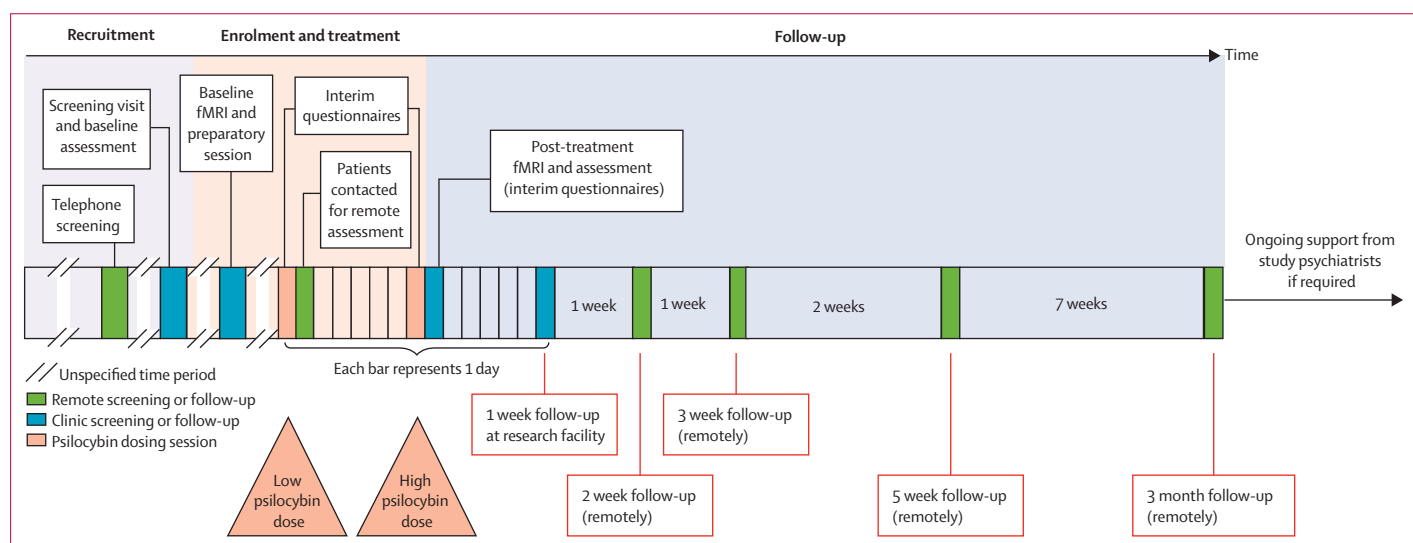 Recruitment
Enrolment and treatment
Follow-up
Time
Screening visit
and baseline
assessment
Baseline
fMRI and
preparatory
session
Interim
questionnaires
Telephone
screening
Patients
contacted
for remote
assessment
Post-treatment
fMRI and assessment
(interim questionnaires)
Ongoing support from
study psychiatrists
if required
1 week
1 week
2 weeks
7 weeks
Each bar represents 1 day
Unspecified time period
Remote screening or follow-up
Clinic screening or follow-up
Psilocybin dosing session
Low
psilocybin
dose
High
psilocybin
dose
1 week follow-up
at research facility
2 week follow-up
(remotely)
3 week follow-up
(remotely)
5 week follow-up
(remotely)
3 month follow-up
(remotely)